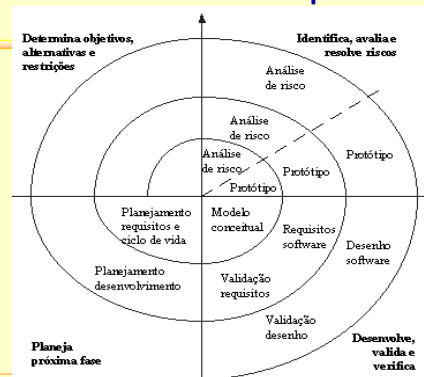 Determina objetivos,
alternativas e
restrições
Identifica, avalia e
resolve riscos
Análise
de risco
Análise
de risco
Análise
de risco
Protótipo
Protótipo
Protótipo
Planejamento
requisitos e
ciclo de vida
Modelo
conceitual
Requisitos
software
Desenho
software
Planejamento
desenvolvimento
Validação
requisitos
Validação
desenho
Planeja
próxima fase
Desenvolve,
valida e
verifica